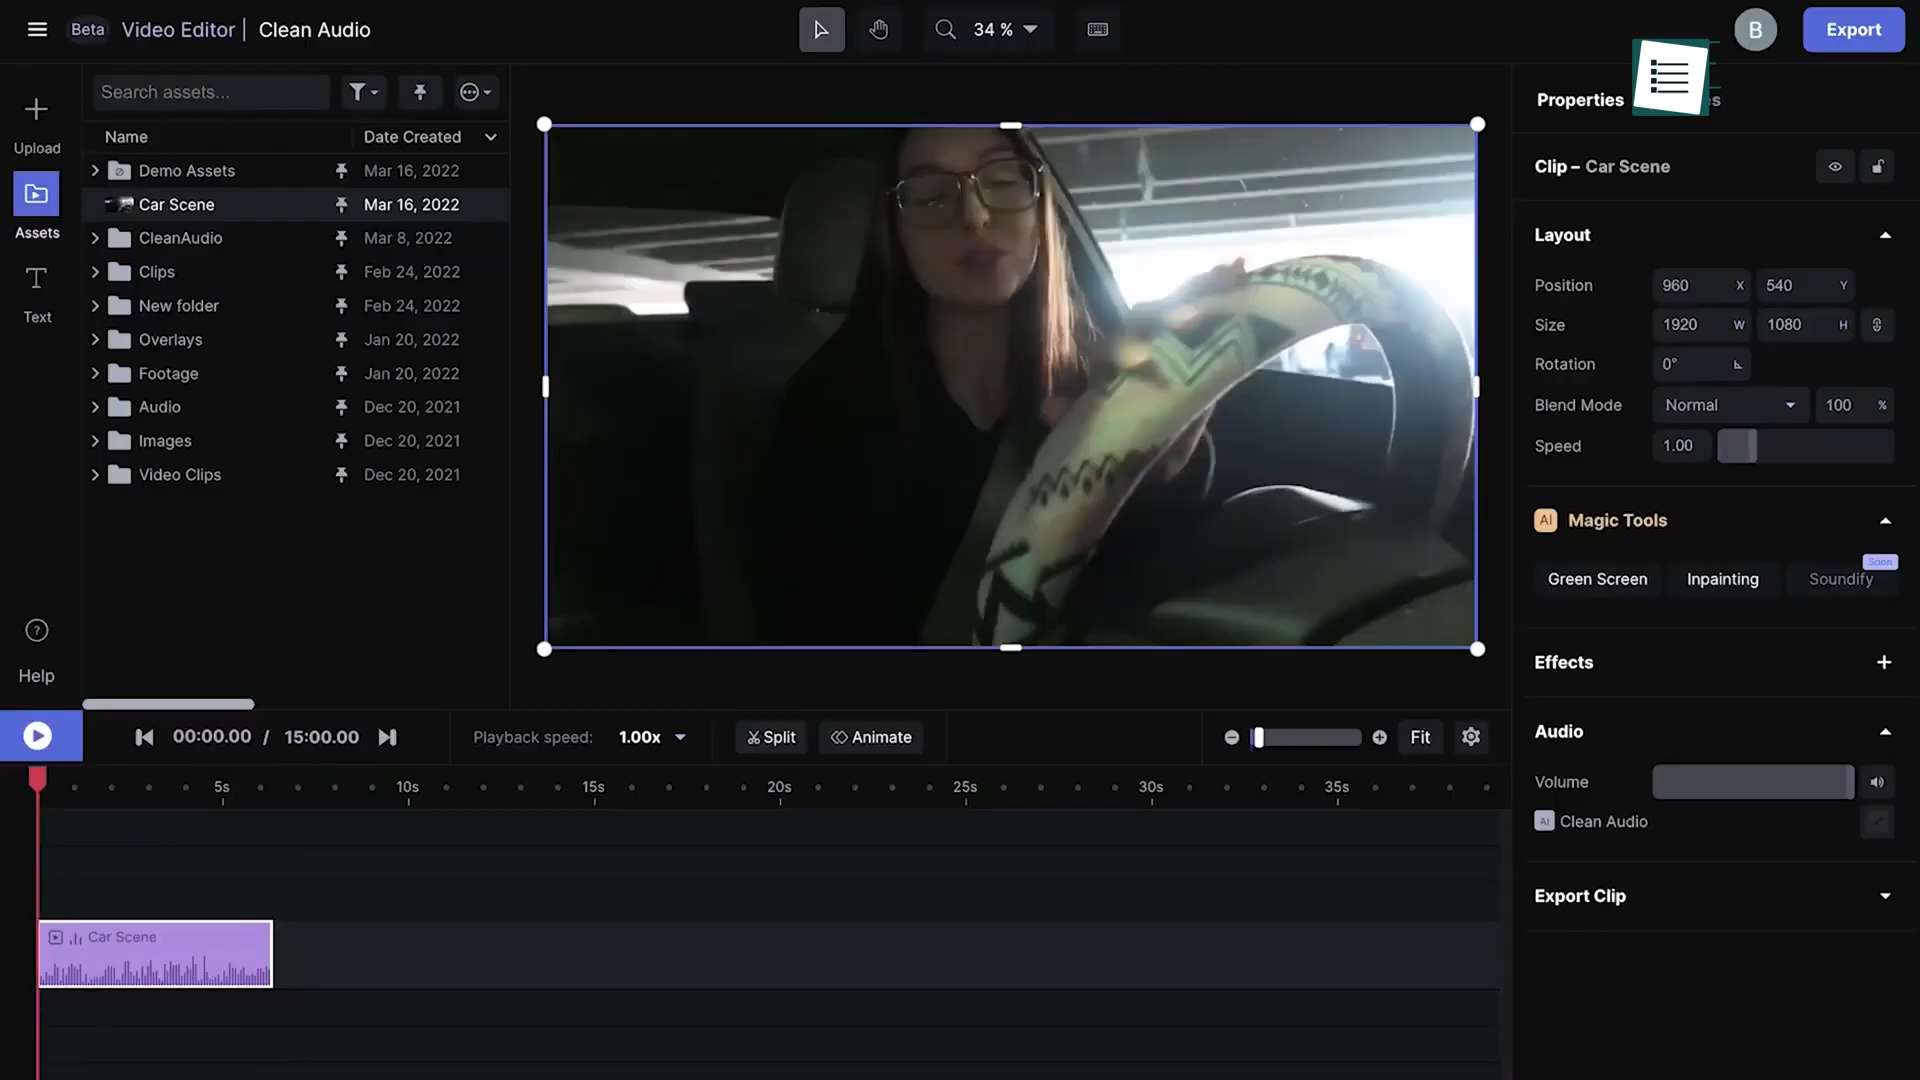 Beta Video Editor | Clean Audio
34 %
B
Export
Search assets...
Name Date Created
Upload
Assets
Text
Help
Demo Assets Mar 16, 2022
Car Scene Mar 16, 2022
CleanAudio Mar 8, 2022
Clips Feb 24, 2022
New folder Feb 24, 2022
Overlays Jan 20, 2022
Footage Jan 20, 2022
Audio Dec 20, 2021
Images Dec 20, 2021
Video Clips Dec 20, 2021
Properties
Clip – Car Scene
Layout
Position 960 X 540 Y
Size 1920 W 1080 H
Rotation 0°
Blend Mode Normal 100 %
Speed 1.00
AI Magic Tools
Soon
Green Screen Inpainting Soundify
Effects
Audio
Volume
AI Clean Audio
Export Clip
00:00.00 / 15:00.00
Playback speed: 1.00x
Split
Animate
Fit
5s 10s 15s 20s 25s 30s 35s
Car Scene